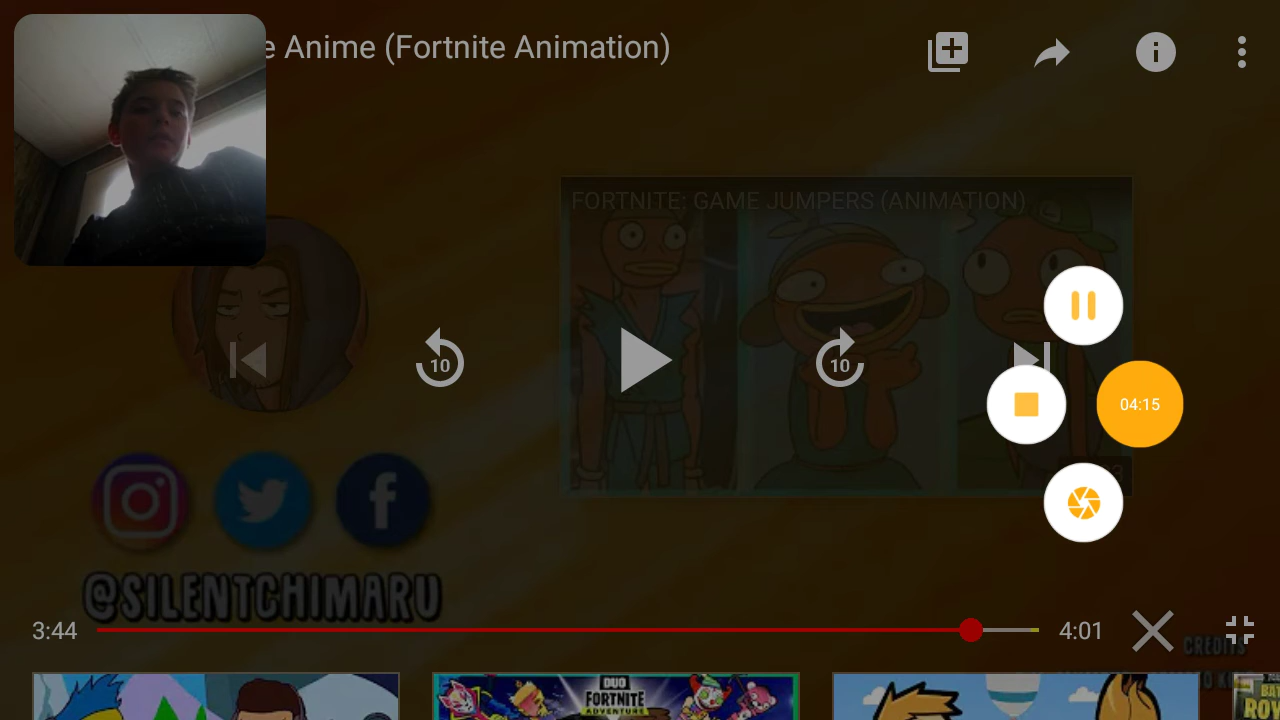 e Anime (Fortnite Animation)
FORTNITE: GAME JUMPERS (ANIMATION)
10
10
04:15
@SILENTCHIMARU
3:44
4:01
CREDITS
DUO
FORTNITE
ADVENTURE